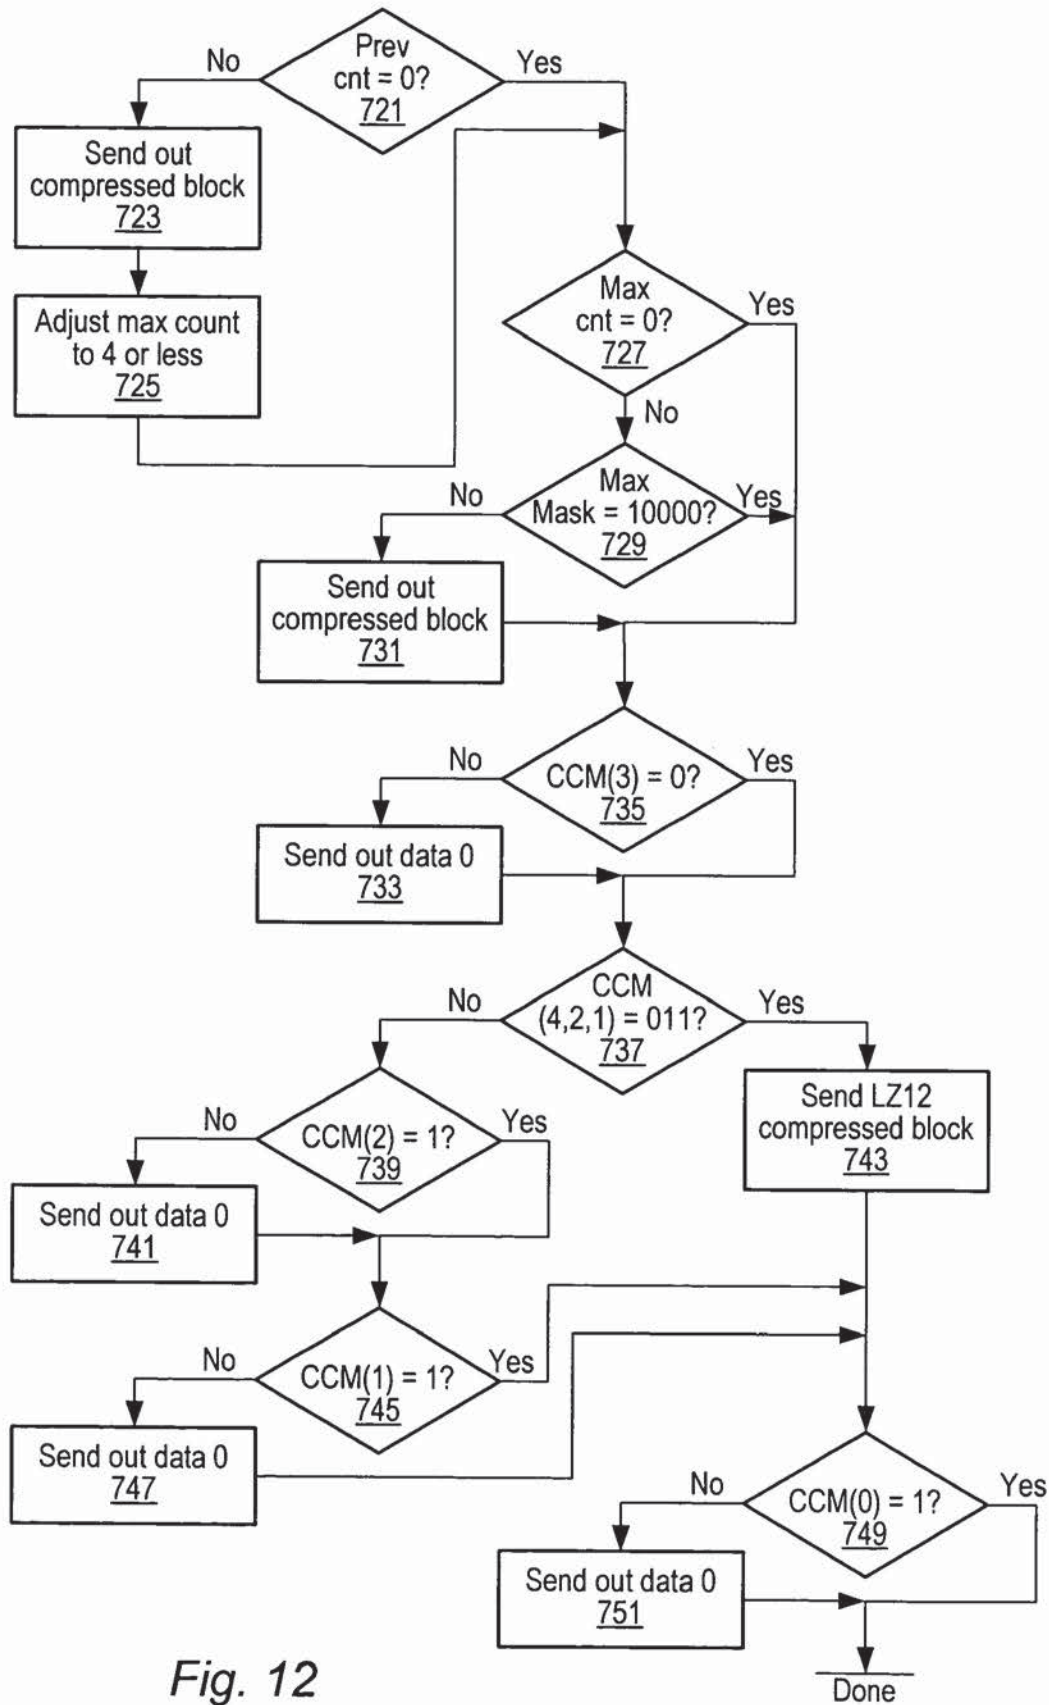 Prev
cnt = 0?
721
No
Yes
Send out
compressed block
723
Adjust max count
to 4 or less
725
Max
cnt = 0?
727
Yes
No
Max
Mask = 10000?
729
No
Yes
Send out
compressed block
731
CCM(3) = 0?
735
No
Yes
Send out data 0
733
CCM
(4,2,1) = 011?
737
No
Yes
CCM(2) = 1?
739
No
Yes
Send LZ12
compressed block
743
Send out data 0
741
CCM(1) = 1?
745
No
Yes
Send out data 0
747
CCM(0) = 1?
749
No
Yes
Send out data 0
751
Done
Fig. 12